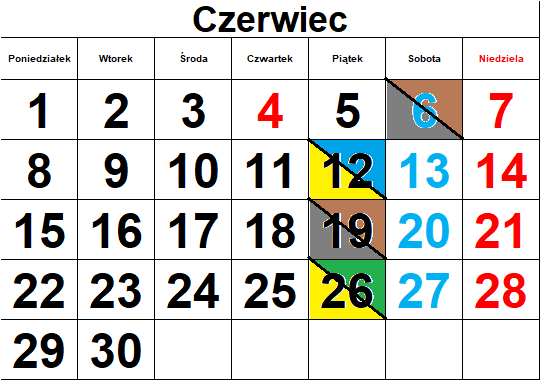 Czerwiec
Poniedziałek Wtorek Środa Czwartek Piątek Sobota Niedziela
1 2 3 4 5 6 7
8 9 10 11 12 13 14
15 16 17 18 19 20 21
22 23 24 25 26 27 28
29 30